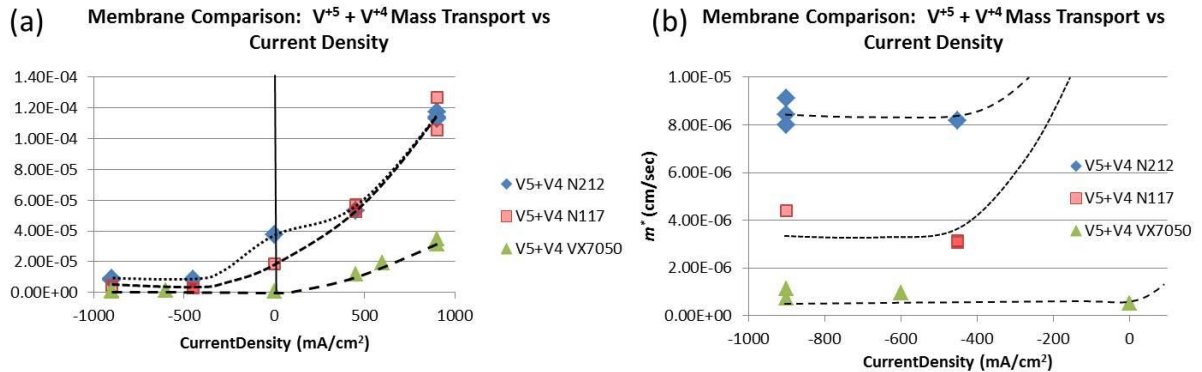 (a)
Membrane Comparison: V+5 + V+4 Mass Transport vs
Current Density
1.40E-04
1.20E-04
1.00E-04
8.00E-05
6.00E-05
4.00E-05
2.00E-05
0.00E+00
-1000
-500
0
500
1000
CurrentDensity (mA/cm2)
V5+V4 N212
V5+V4 N117
V5+V4 VX7050
(b)
Membrane Comparison: V+5 + V+4 Mass Transport vs
Current Density
m* (cm/sec)
1.00E-05
8.00E-06
6.00E-06
4.00E-06
2.00E-06
0.00E+00
-1000
-800
-600
-400
-200
0
CurrentDensity (mA/cm2)
V5+V4 N212
V5+V4 N117
V5+V4 VX7050